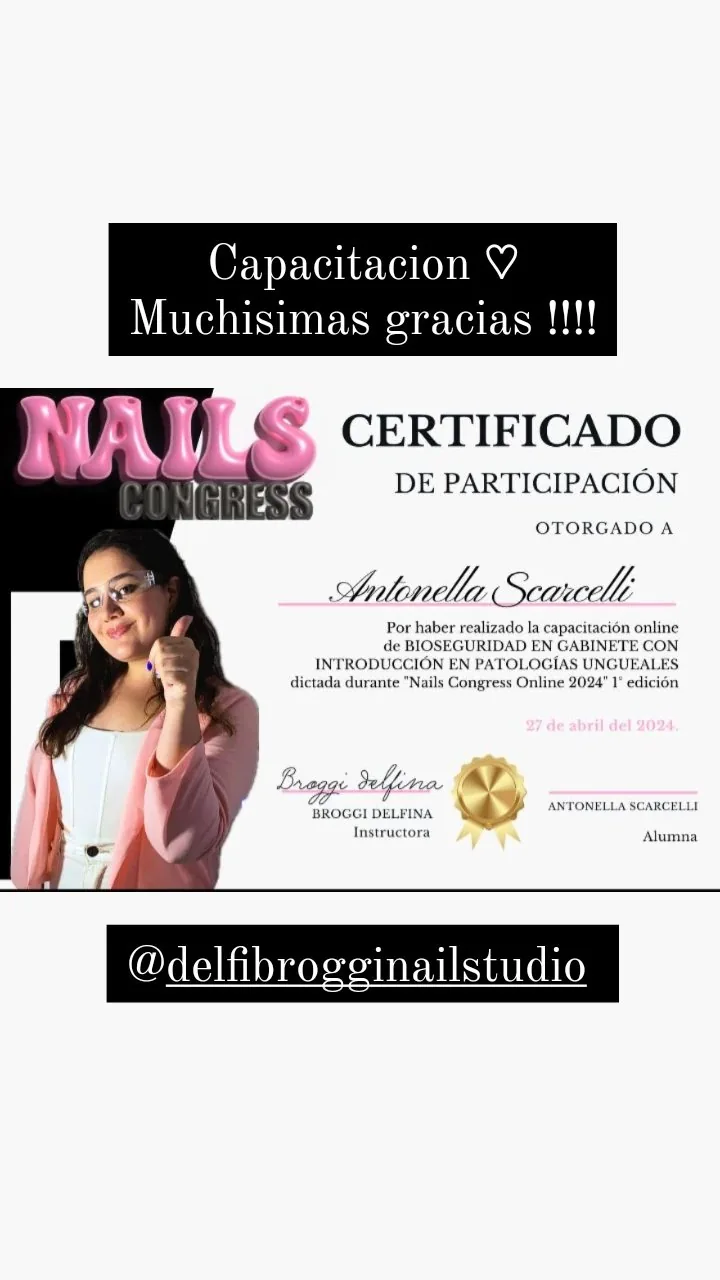 Capacitacion ♡
Muchisimas gracias !!!!
NAILS
CONGRESS
CERTIFICADO
DE PARTICIPACIÓN
OTORGADO A
Antonella Scarcelli
Por haber realizado la capacitación online
de BIOSEGURIDAD EN GABINETE CON
INTRODUCCIÓN EN PATOLOGÍAS UNGUEALES
dictada durante "Nails Congress Online 2024" 1° edición
27 de abril del 2024.
Broggi delfina
BROGGI DELFINA
Instructora
ANTONELLA SCARCELLI
Alumna
@delfibrogginailstudio